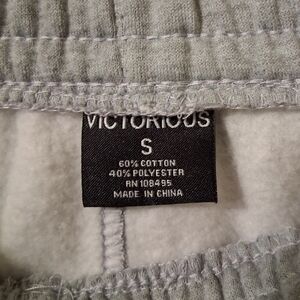 VICTORIOUS
S
60% COTTON
40% POLYESTER
RN 108495
MADE IN CHINA